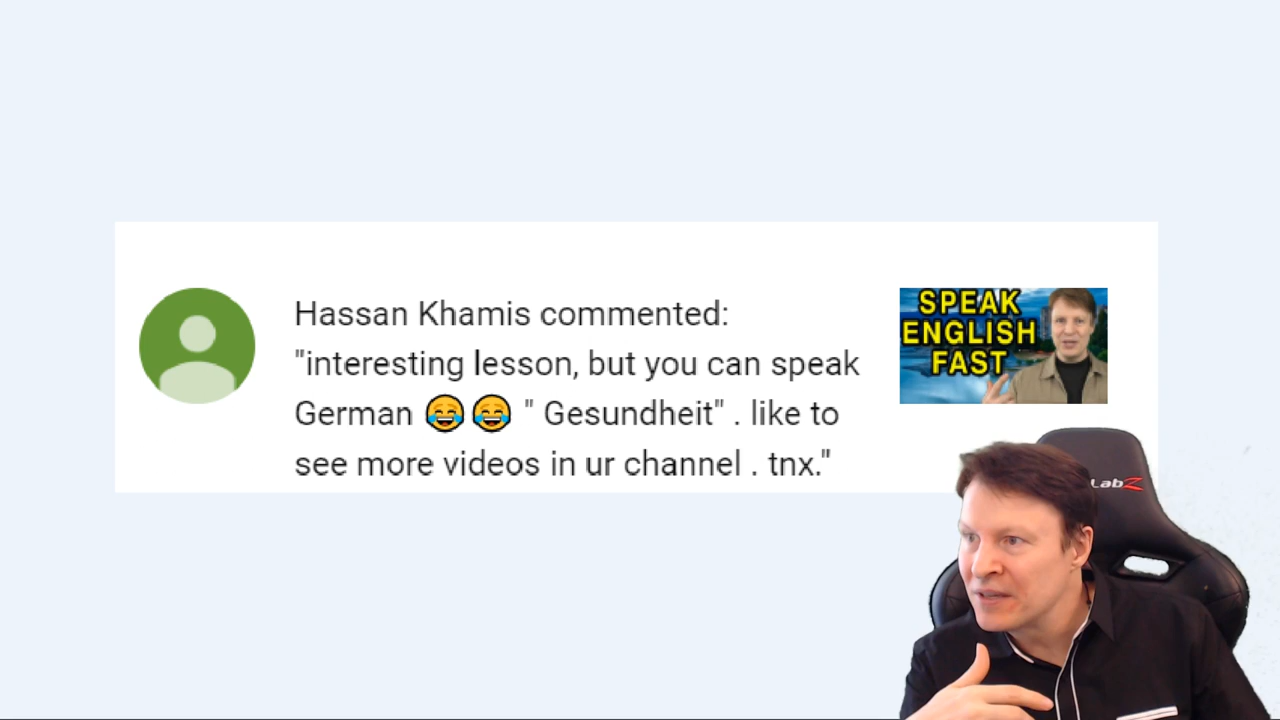 Hassan Khamis commented:
"interesting lesson, but you can speak
German 😂😂 " Gesundheit" . like to
see more videos in ur channel . tnx."
SPEAK
ENGLISH
FAST
LabZ